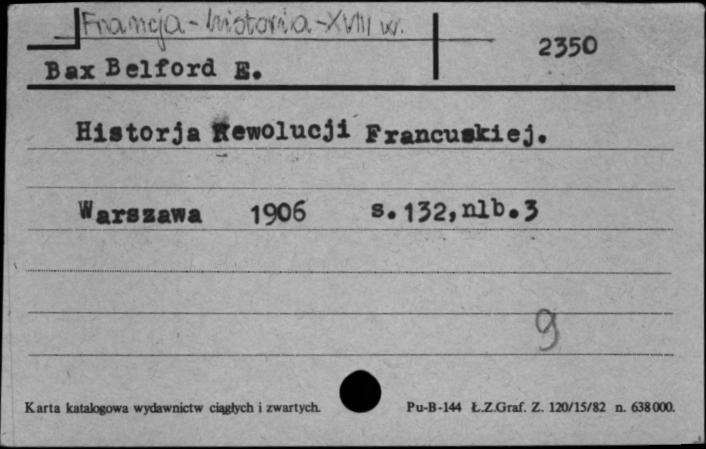 Francja - historia - XVIII w.
2350
Bax Belford E.
Historja Rewolucji Francuskiej.
Warszawa 1906 s. 132, nlb. 3
9
Karta katalogowa wydawnictw ciągłych i zwartych. Pu-B-144 Ł.Z.Graf. Z. 120/15/82 n. 638000.